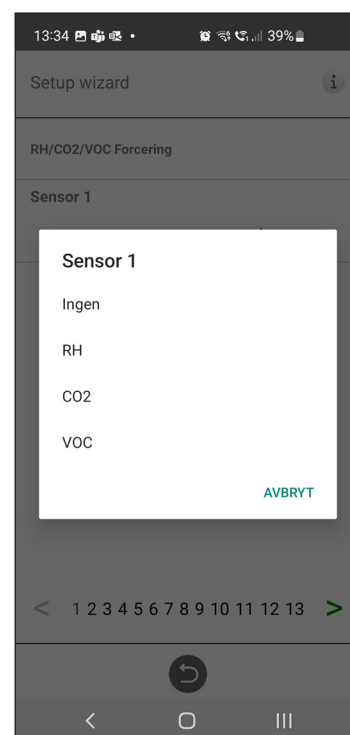 13:34 39%
Setup wizard i
RH/CO2/VOC Forcering
Sensor 1
Sensor 1
Ingen
RH
CO2
VOC
AVBRYT
< 1 2 3 4 5 6 7 8 9 10 11 12 13 >